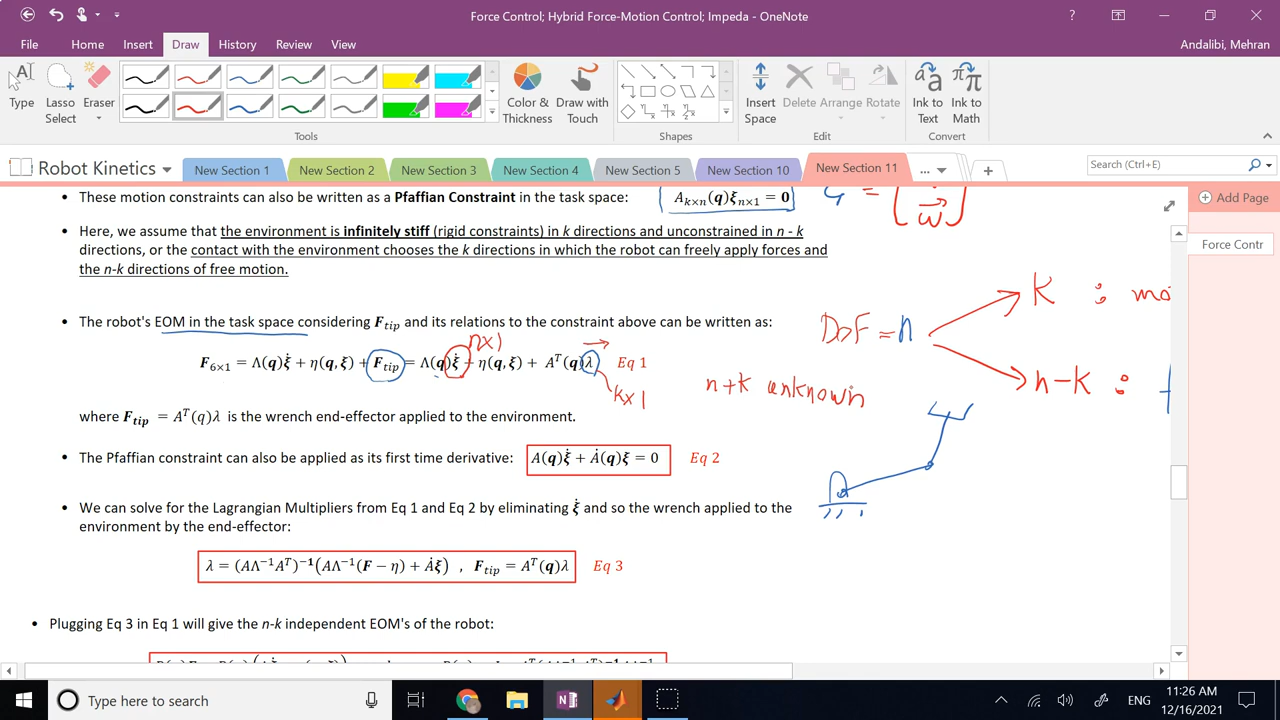 Force Control; Hybrid Force-Motion Control; Impeda - OneNote
File Home Insert Draw History Review View
Andalibi, Mehran
Type
Lasso Select
Eraser
Color & Thickness
Draw with Touch
Insert Space
Delete Arrange Rotate
Ink to Text
Ink to Math
Tools Shapes Edit Convert
Robot Kinetics New Section 1 New Section 2 New Section 3 New Section 4 New Section 5 New Section 10 New Section 11 ... Search (Ctrl+E)
Add Page
Force Contr
• These motion constraints can also be written as a Pfaffian Constraint in the task space: A_{k×n}(q)ξ_{n×1} = 0
ω
• Here, we assume that the environment is infinitely stiff (rigid constraints) in k directions and unconstrained in n - k
directions, or the contact with the environment chooses the k directions in which the robot can freely apply forces and
the n-k directions of free motion.
K : mo
• The robot's EOM in the task space considering F_tip and its relations to the constraint above can be written as:
DoF = n
nx1
F_{6×1} = Λ(q)ξ̇ + η(q, ξ) + F_tip = Λ(q)ξ̇ + η(q, ξ) + A^T(q)λ Eq 1
n-K :
kx1
n+k unknown
where F_tip = A^T(q)λ is the wrench end-effector applied to the environment.
• The Pfaffian constraint can also be applied as its first time derivative: A(q)ξ̇ + Ȧ(q)ξ = 0 Eq 2
• We can solve for the Lagrangian Multipliers from Eq 1 and Eq 2 by eliminating ξ̇ and so the wrench applied to the
environment by the end-effector:
λ = (AΛ⁻¹A^T)⁻¹(AΛ⁻¹(F − η) + Ȧξ) , F_tip = A^T(q)λ Eq 3
• Plugging Eq 3 in Eq 1 will give the n-k independent EOM's of the robot:
Type here to search
ENG
11:26 AM
12/16/2021